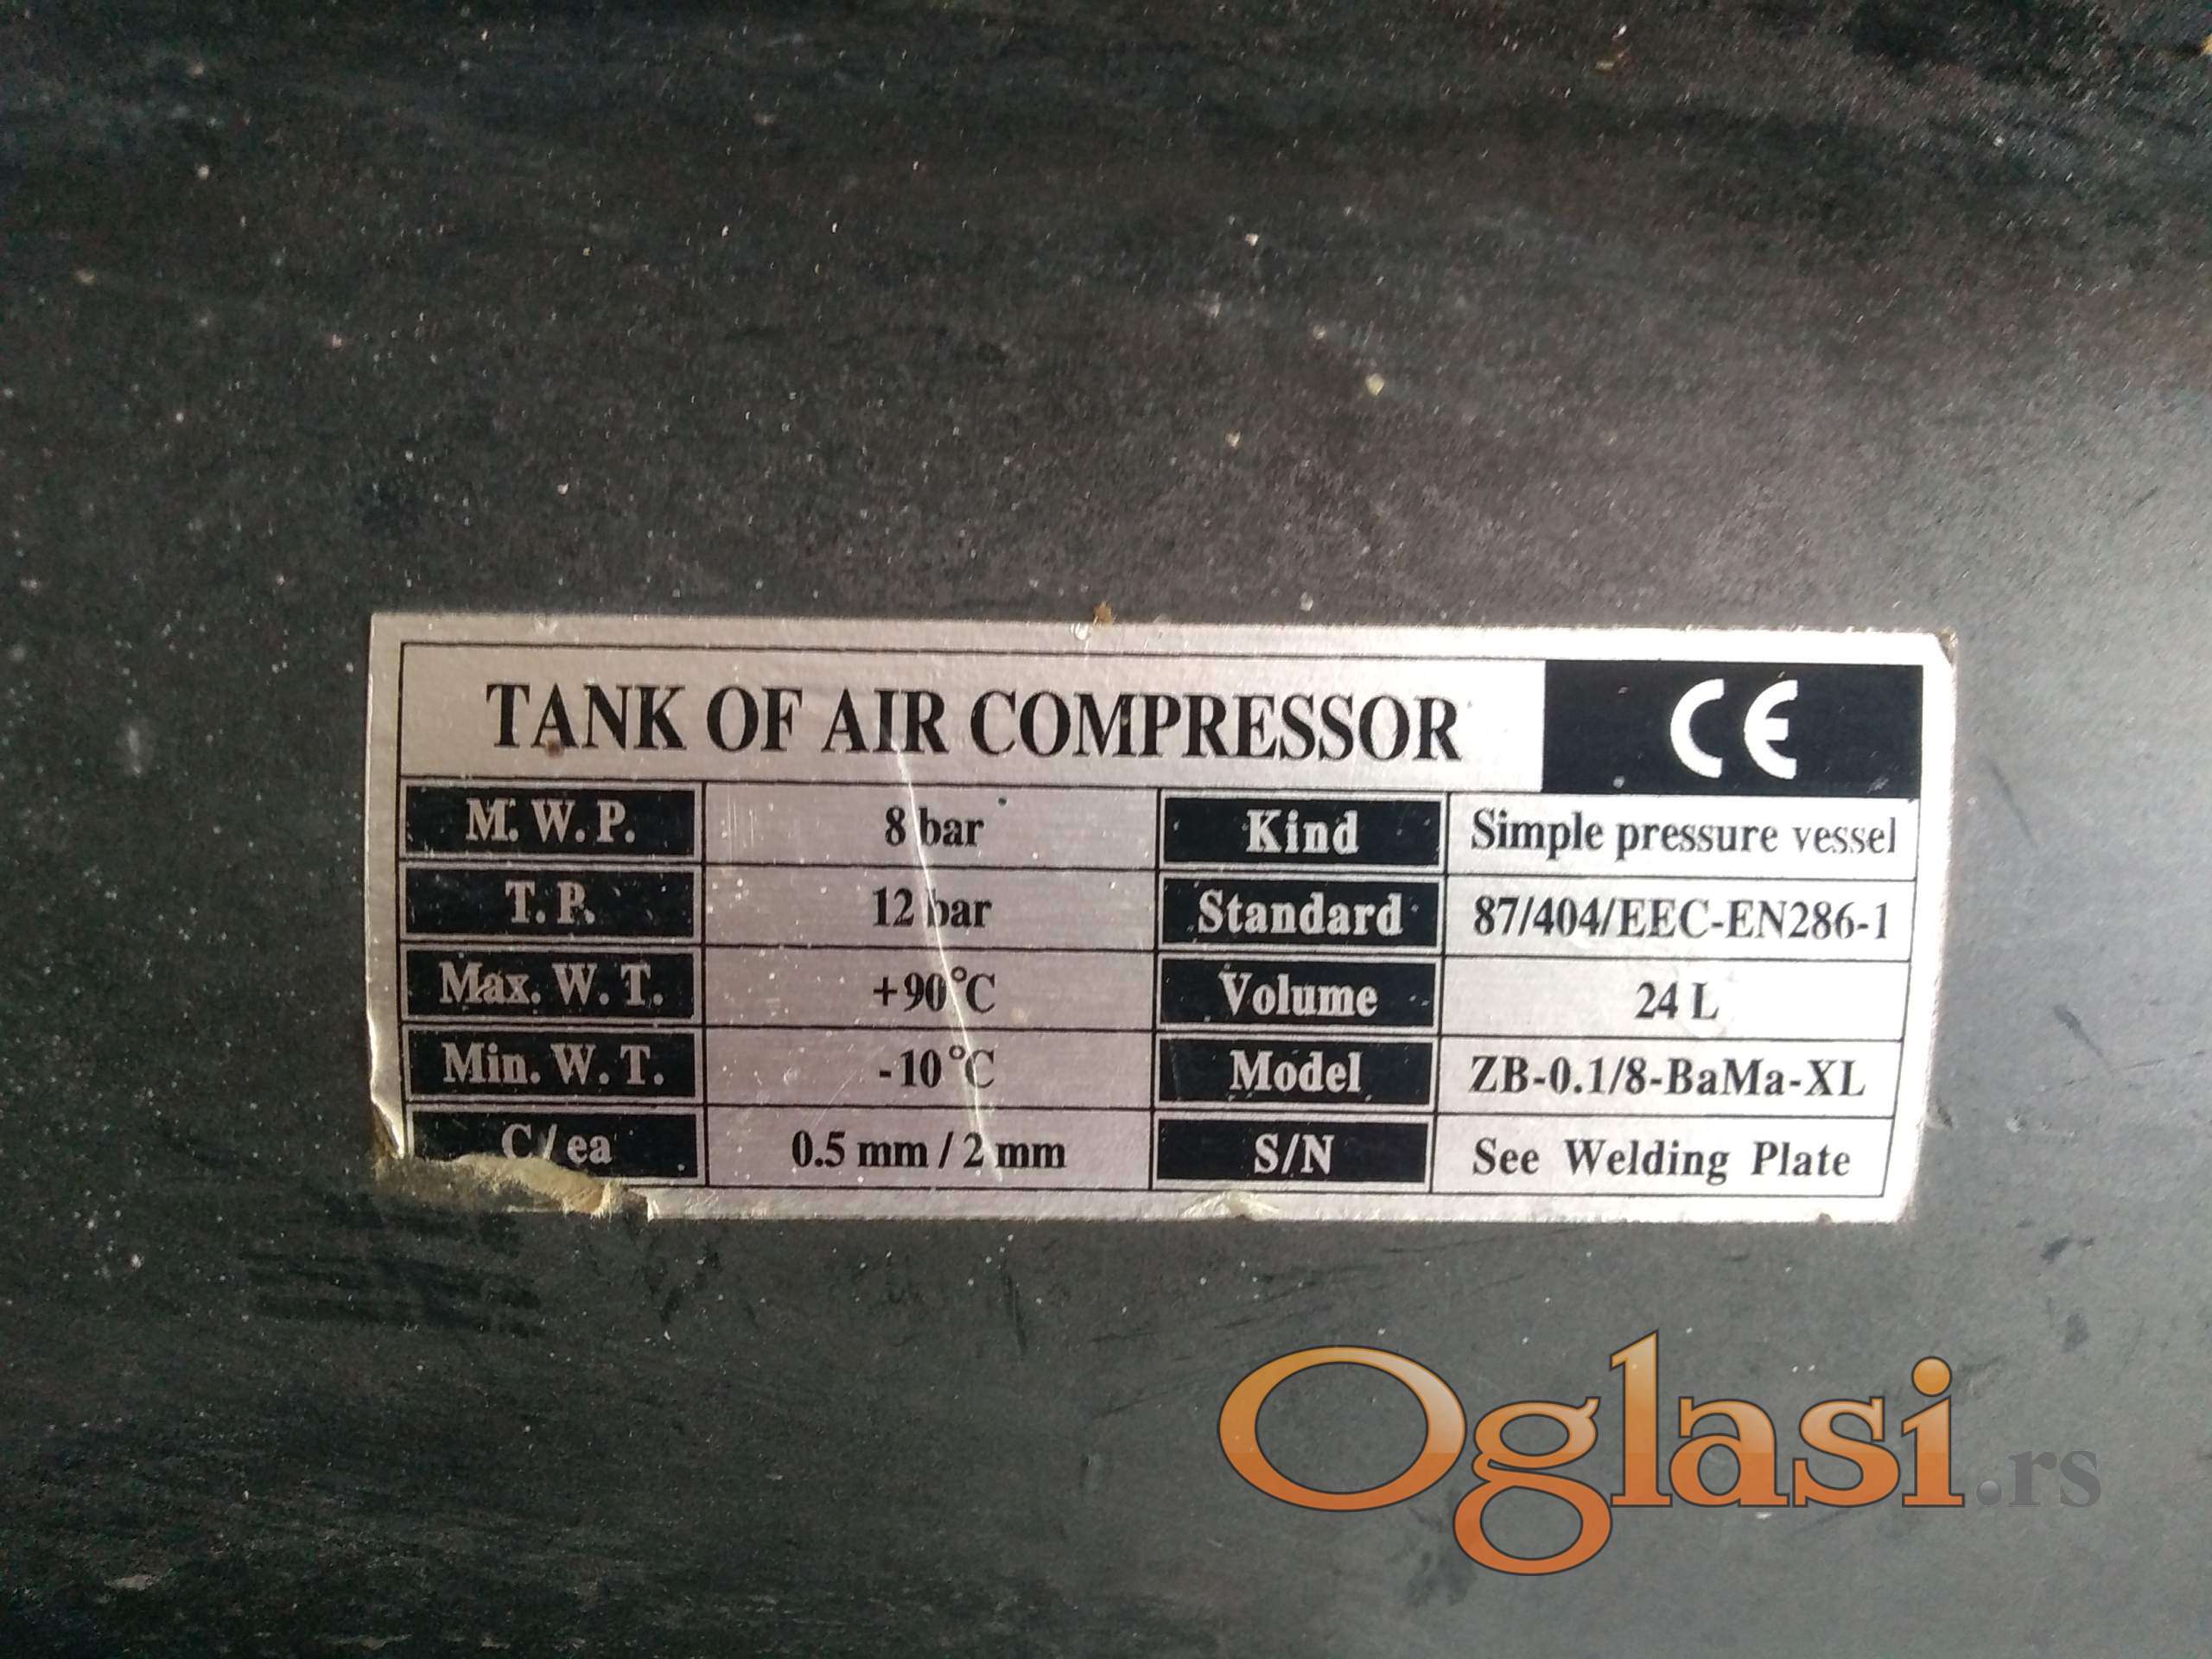 TANK OF AIR COMPRESSOR CE
M. W. P. 8 bar Kind Simple pressure vessel
T. P. 12 bar Standard 87/404/EEC-EN286-1
Max. W. T. +90°C Volume 24 L
Min. W. T. -10°C Model ZB-0.1/8-BaMa-XL
C/ea 0.5 mm / 2 mm S/N See Welding Plate
Oglasi.rs